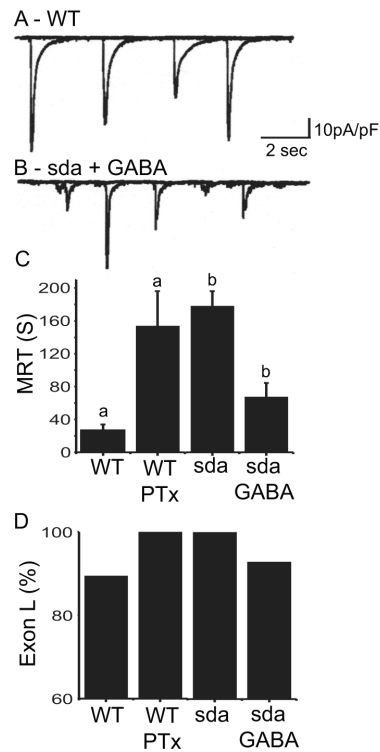 A - WT
10pA/pF
2 sec
B - sda + GABA
C
MRT (S)
200
160
120
80
40
0
a
a
b
b
WT
WT
PTx
sda
sda
GABA
D
Exon L (%)
100
80
60
WT
WT
PTx
sda
sda
GABA